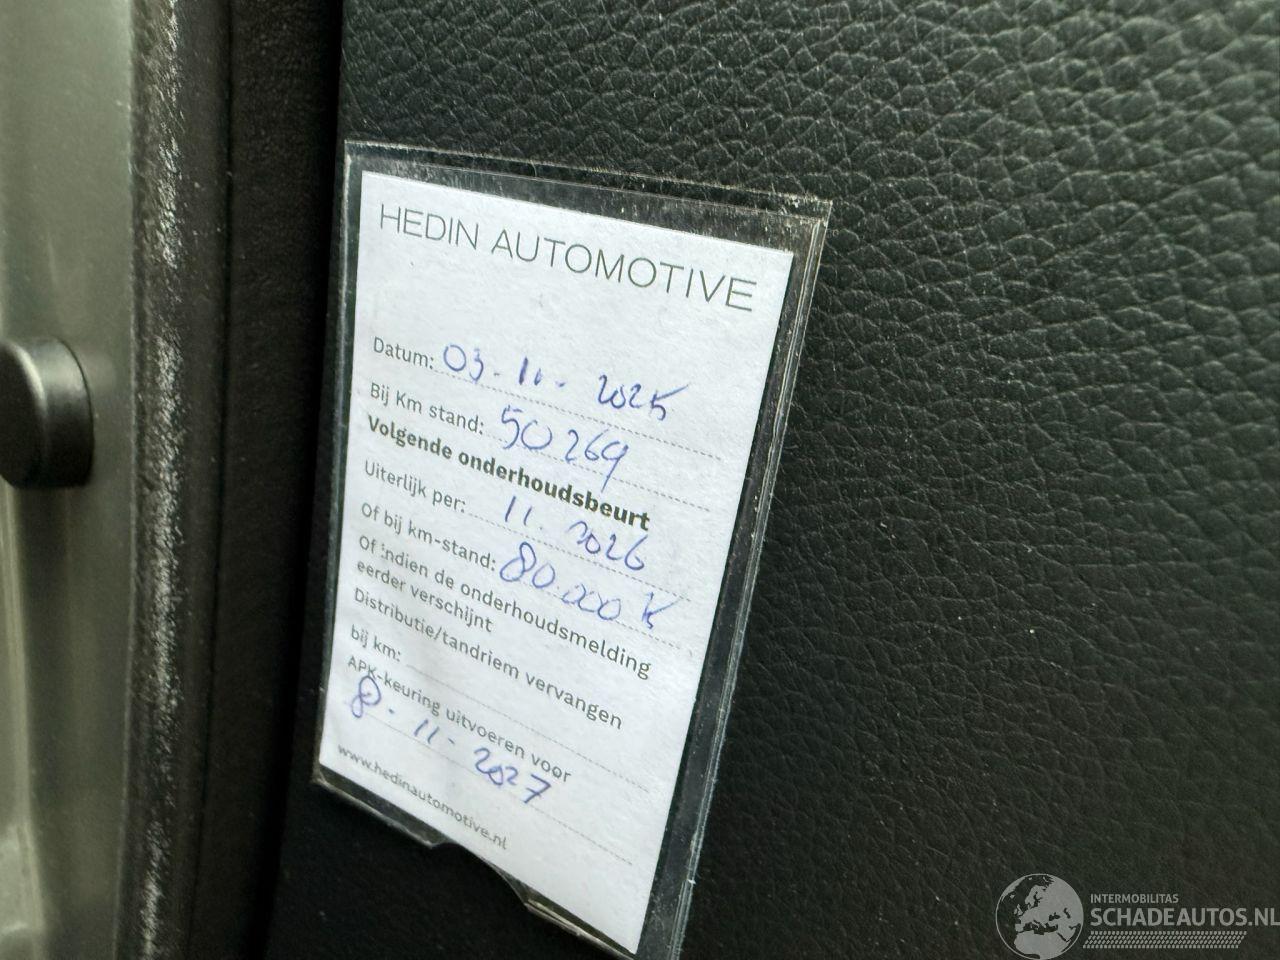 HEDIN AUTOMOTIVE
Datum: 03-11-2025
Bij Km stand: 50269
Volgende onderhoudsbeurt
Uiterlijk per: 11.2026
Of bij km-stand: 80.000 K
Of indien de onderhoudsmelding
eerder verschijnt
Distributie/tandriem vervangen
bij km:
APK-keuring uitvoeren voor
8-11-2027
www.hedinautomotive.nl
INTERMOBILITAS
SCHADEAUTOS.NL